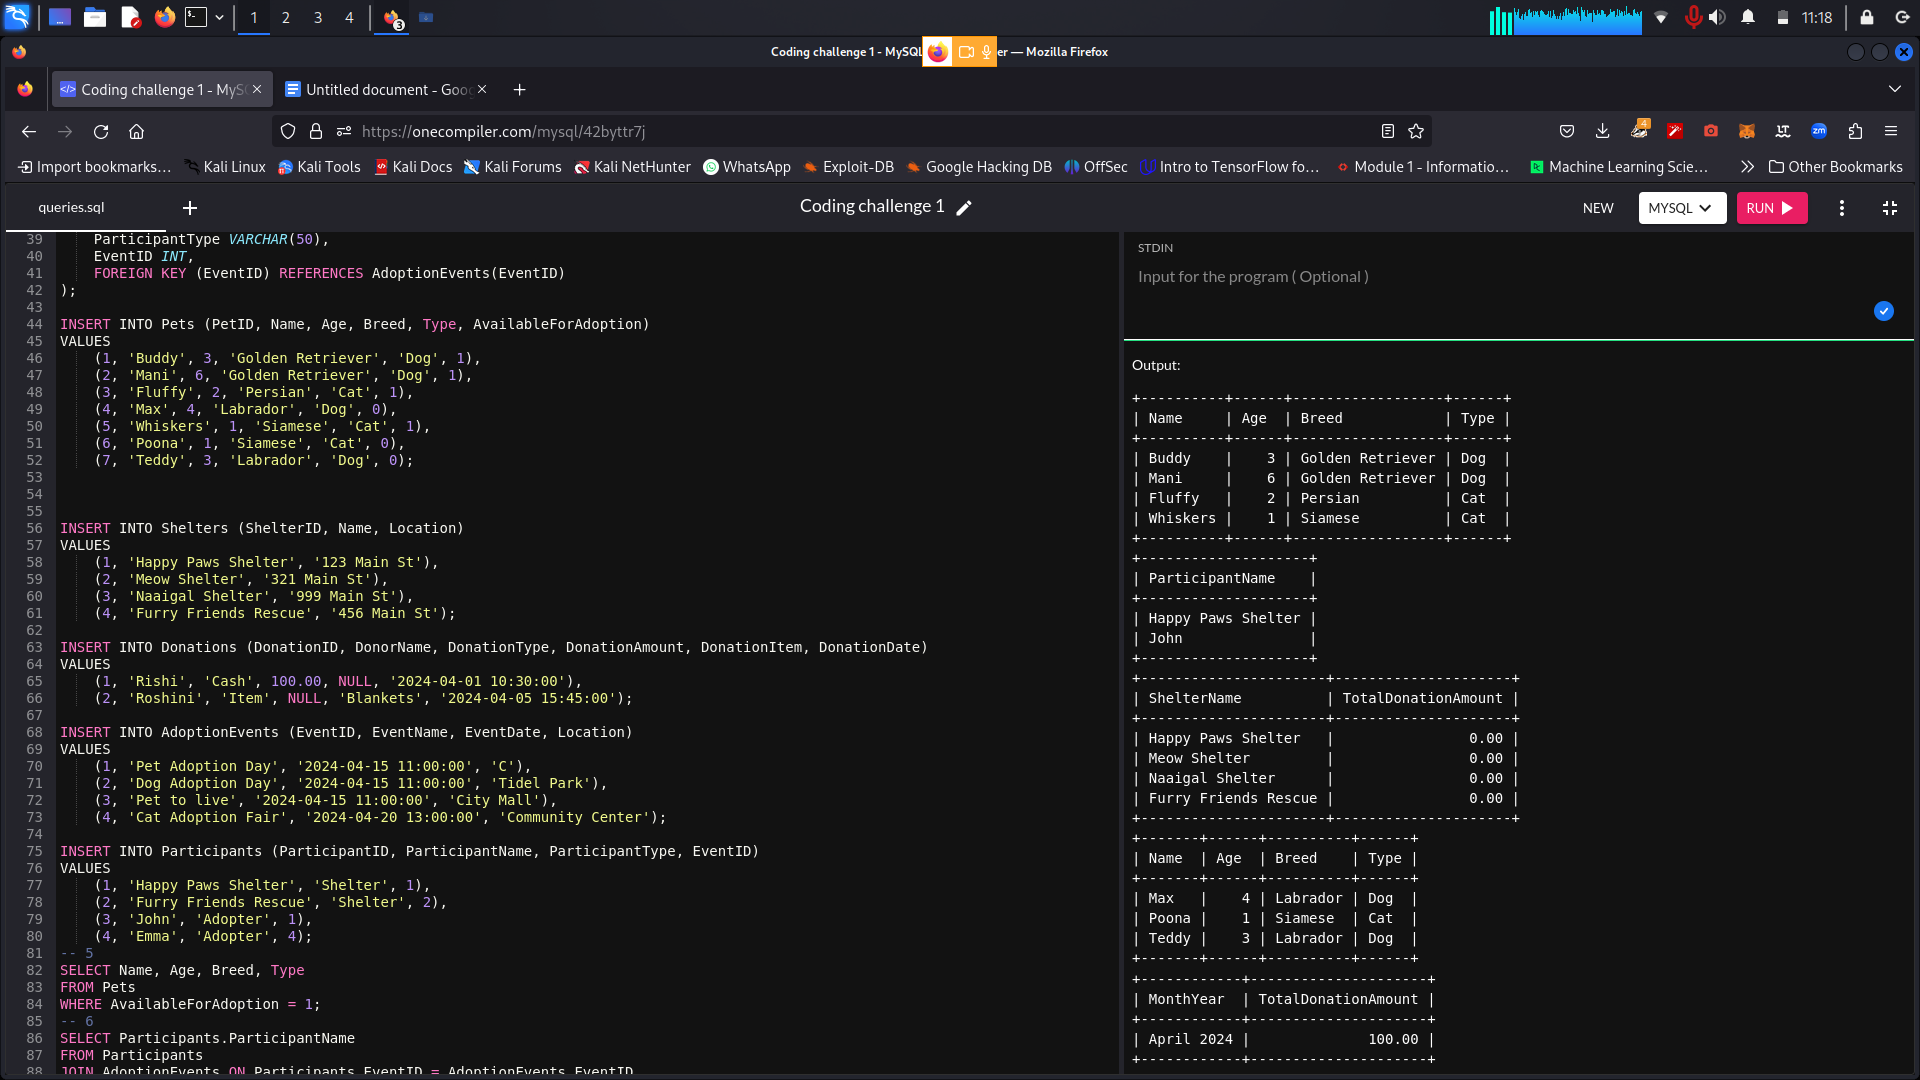 1 2 3 4 3 11:18
Coding challenge 1 - MySQL er — Mozilla Firefox
Coding challenge 1 - MyS Untitled document - Goo
https://onecompiler.com/mysql/42byttr7j 4 zm
Import bookmarks… Kali Linux Kali Tools Kali Docs Kali Forums Kali NetHunter WhatsApp Exploit-DB Google Hacking DB OffSec Intro to TensorFlow fo… Module 1 - Informatio… Machine Learning Scie… Other Bookmarks
queries.sql Coding challenge 1 NEW MYSQL RUN
39 ParticipantType VARCHAR(50),
40 EventID INT,
41 FOREIGN KEY (EventID) REFERENCES AdoptionEvents(EventID)
42 );
43
44 INSERT INTO Pets (PetID, Name, Age, Breed, Type, AvailableForAdoption)
45 VALUES
46 (1, 'Buddy', 3, 'Golden Retriever', 'Dog', 1),
47 (2, 'Mani', 6, 'Golden Retriever', 'Dog', 1),
48 (3, 'Fluffy', 2, 'Persian', 'Cat', 1),
49 (4, 'Max', 4, 'Labrador', 'Dog', 0),
50 (5, 'Whiskers', 1, 'Siamese', 'Cat', 1),
51 (6, 'Poona', 1, 'Siamese', 'Cat', 0),
52 (7, 'Teddy', 3, 'Labrador', 'Dog', 0);
53
54
55
56 INSERT INTO Shelters (ShelterID, Name, Location)
57 VALUES
58 (1, 'Happy Paws Shelter', '123 Main St'),
59 (2, 'Meow Shelter', '321 Main St'),
60 (3, 'Naaigal Shelter', '999 Main St'),
61 (4, 'Furry Friends Rescue', '456 Main St');
62
63 INSERT INTO Donations (DonationID, DonorName, DonationType, DonationAmount, DonationItem, DonationDate)
64 VALUES
65 (1, 'Rishi', 'Cash', 100.00, NULL, '2024-04-01 10:30:00'),
66 (2, 'Roshini', 'Item', NULL, 'Blankets', '2024-04-05 15:45:00');
67
68 INSERT INTO AdoptionEvents (EventID, EventName, EventDate, Location)
69 VALUES
70 (1, 'Pet Adoption Day', '2024-04-15 11:00:00', 'C'),
71 (2, 'Dog Adoption Day', '2024-04-15 11:00:00', 'Tidel Park'),
72 (3, 'Pet to live', '2024-04-15 11:00:00', 'City Mall'),
73 (4, 'Cat Adoption Fair', '2024-04-20 13:00:00', 'Community Center');
74
75 INSERT INTO Participants (ParticipantID, ParticipantName, ParticipantType, EventID)
76 VALUES
77 (1, 'Happy Paws Shelter', 'Shelter', 1),
78 (2, 'Furry Friends Rescue', 'Shelter', 2),
79 (3, 'John', 'Adopter', 1),
80 (4, 'Emma', 'Adopter', 4);
81 -- 5
82 SELECT Name, Age, Breed, Type
83 FROM Pets
84 WHERE AvailableForAdoption = 1;
85 -- 6
86 SELECT Participants.ParticipantName
87 FROM Participants
88 JOIN AdoptionEvents ON Participants.EventID = AdoptionEvents.EventID
STDIN
Input for the program ( Optional )
Output:
+----------+------+------------------+------+
| Name     | Age  | Breed            | Type |
+----------+------+------------------+------+
| Buddy    |    3 | Golden Retriever | Dog  |
| Mani     |    6 | Golden Retriever | Dog  |
| Fluffy   |    2 | Persian          | Cat  |
| Whiskers |    1 | Siamese          | Cat  |
+----------+------+------------------+------+
+--------------------+
| ParticipantName    |
+--------------------+
| Happy Paws Shelter |
| John               |
+--------------------+
+----------------------+---------------------+
| ShelterName          | TotalDonationAmount |
+----------------------+---------------------+
| Happy Paws Shelter   |                0.00 |
| Meow Shelter         |                0.00 |
| Naaigal Shelter      |                0.00 |
| Furry Friends Rescue |                0.00 |
+----------------------+---------------------+
+-------+------+----------+------+
| Name  | Age  | Breed    | Type |
+-------+------+----------+------+
| Max   |    4 | Labrador | Dog  |
| Poona |    1 | Siamese  | Cat  |
| Teddy |    3 | Labrador | Dog  |
+-------+------+----------+------+
+------------+---------------------+
| MonthYear  | TotalDonationAmount |
+------------+---------------------+
| April 2024 |              100.00 |
+------------+---------------------+